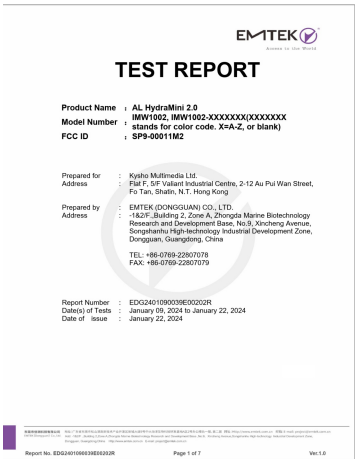 EMTEK
Access to the World
TEST REPORT
Product Name : AL HydraMini 2.0
Model Number : IMW1002, IMW1002-XXXXXXX(XXXXXXX
stands for color code. X=A-Z, or blank)
FCC ID : SP9-00011M2
Prepared for : Kysho Multimedia Ltd.
Address : Flat F, 5/F Valiant Industrial Centre, 2-12 Au Pui Wan Street,
Fo Tan, Shatin, N.T. Hong Kong
Prepared by : EMTEK (DONGGUAN) CO., LTD.
Address : -1&2/F.,Building 2, Zone A, Zhongda Marine Biotechnology
Research and Development Base, No.9, Xincheng Avenue,
Songshanhu High-technology Industrial Development Zone,
Dongguan, Guangdong, China
TEL: +86-0769-22807078
FAX: +86-0769-22807079
Report Number : EDG2401090039E00202R
Date(s) of Tests : January 09, 2024 to January 22, 2024
Date of Issue : January 22, 2024
Report No. EDG2401090039E00202R Page 1 of 7 Ver.1.0